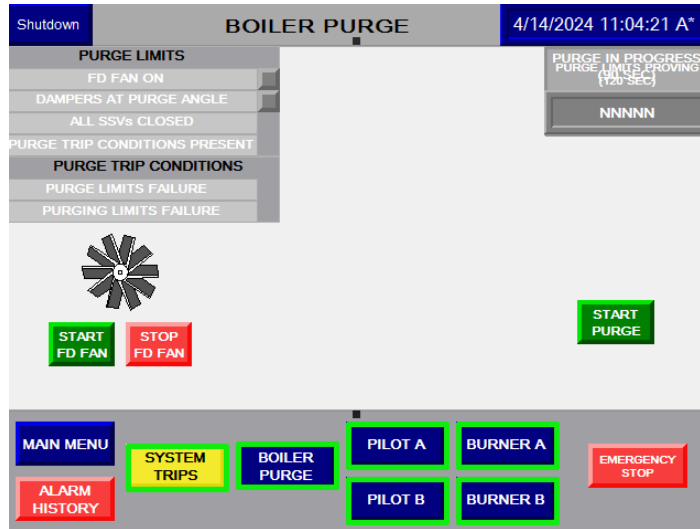 Shutdown
BOILER PURGE
4/14/2024 11:04:21 A*
PURGE LIMITS
FD FAN ON
DAMPERS AT PURGE ANGLE
ALL SSVs CLOSED
PURGE TRIP CONDITIONS PRESENT
PURGE TRIP CONDITIONS
PURGE LIMITS FAILURE
PURGING LIMITS FAILURE
PURGE IN PROGRESS
PURGE LIMITS PROVING
(120 SEC)
NNNNN
START
FD FAN
STOP
FD FAN
START
PURGE
MAIN MENU
ALARM
HISTORY
SYSTEM
TRIPS
BOILER
PURGE
PILOT A
PILOT B
BURNER A
BURNER B
EMERGENCY
STOP